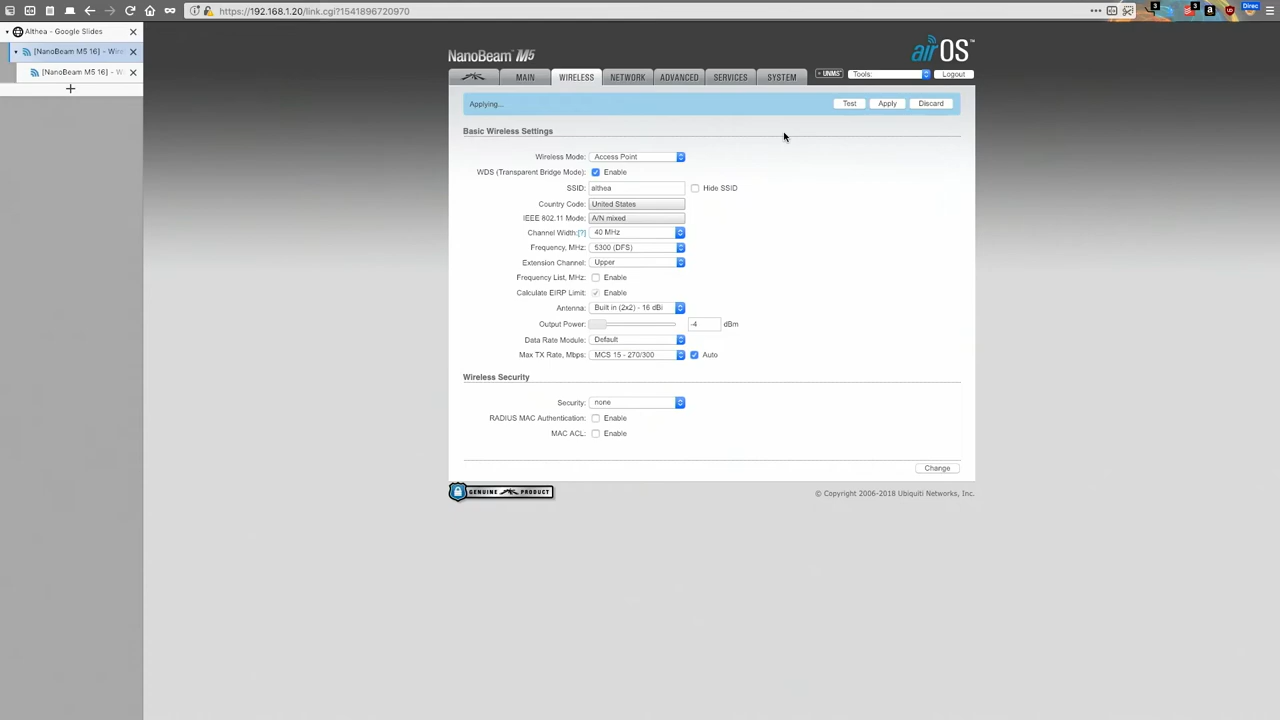 https://192.168.1.20/link.cgi?1541896720970
3
3
Direc
Althea - Google Slides
[NanoBeam M5 16] - Wire
[NanoBeam M5 16] - W
NanoBeam M5
airOS™
MAIN WIRELESS NETWORK ADVANCED SERVICES SYSTEM UNMS Tools: Logout
Applying... Test Apply Discard
Basic Wireless Settings
Wireless Mode: Access Point
WDS (Transparent Bridge Mode): Enable
SSID: althea Hide SSID
Country Code: United States
IEEE 802.11 Mode: A/N mixed
Channel Width:[?] 40 MHz
Frequency, MHz: 5300 (DFS)
Extension Channel: Upper
Frequency List, MHz: Enable
Calculate EIRP Limit: Enable
Antenna: Built in (2x2) - 16 dBi
Output Power: -4 dBm
Data Rate Module: Default
Max TX Rate, Mbps: MCS 15 - 270/300 Auto
Wireless Security
Security: none
RADIUS MAC Authentication: Enable
MAC ACL: Enable
Change
GENUINE PRODUCT
© Copyright 2006-2018 Ubiquiti Networks, Inc.